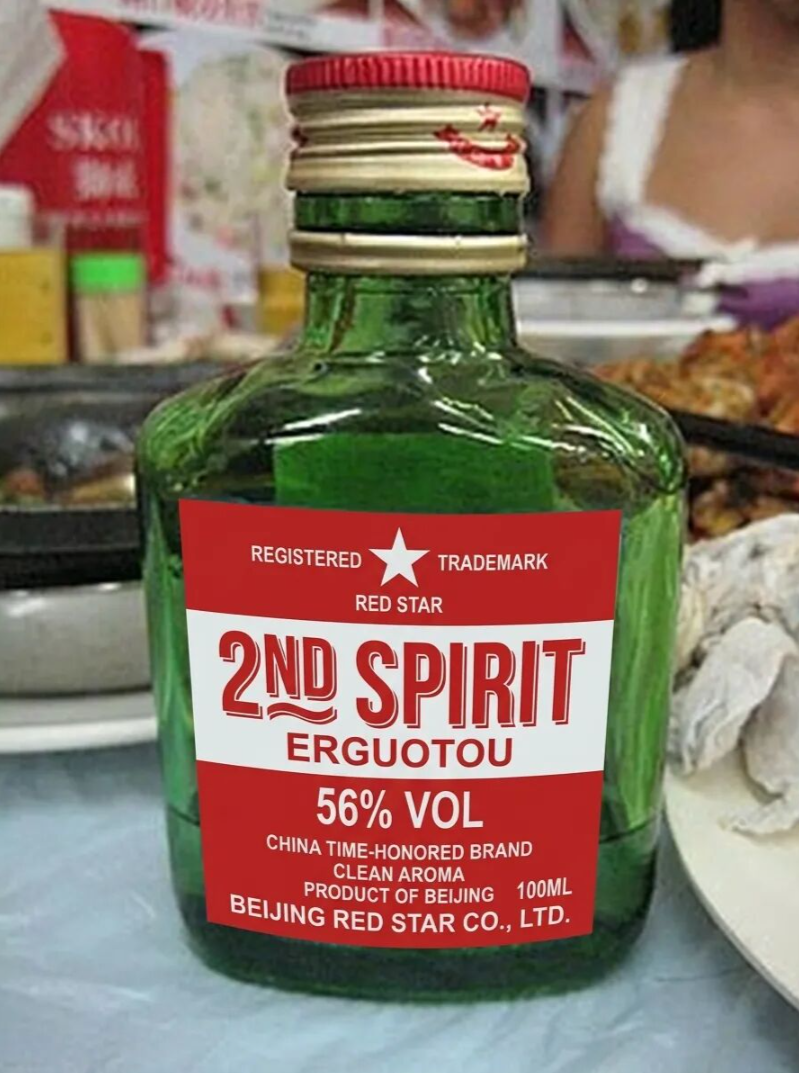 REGISTERED TRADEMARK
RED STAR
2ND SPIRIT
ERGUOTOU
56% VOL
CHINA TIME-HONORED BRAND
CLEAN AROMA
PRODUCT OF BEIJING 100ML
BEIJING RED STAR CO., LTD.